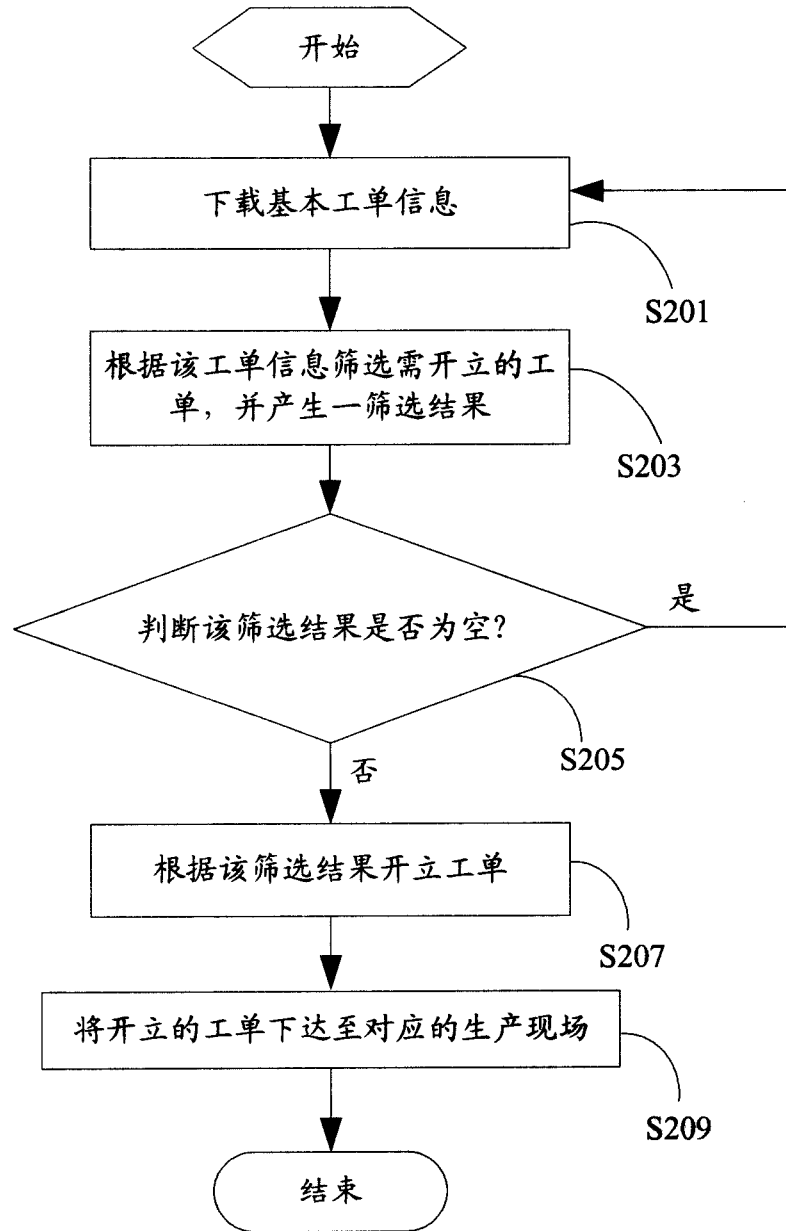 开始
下载基本工单信息
S201
根据该工单信息筛选需开立的工
单，并产生一筛选结果
S203
判断该筛选结果是否为空？
是
S205
否
根据该筛选结果开立工单
S207
将开立的工单下达至对应的生产现场
S209
结束